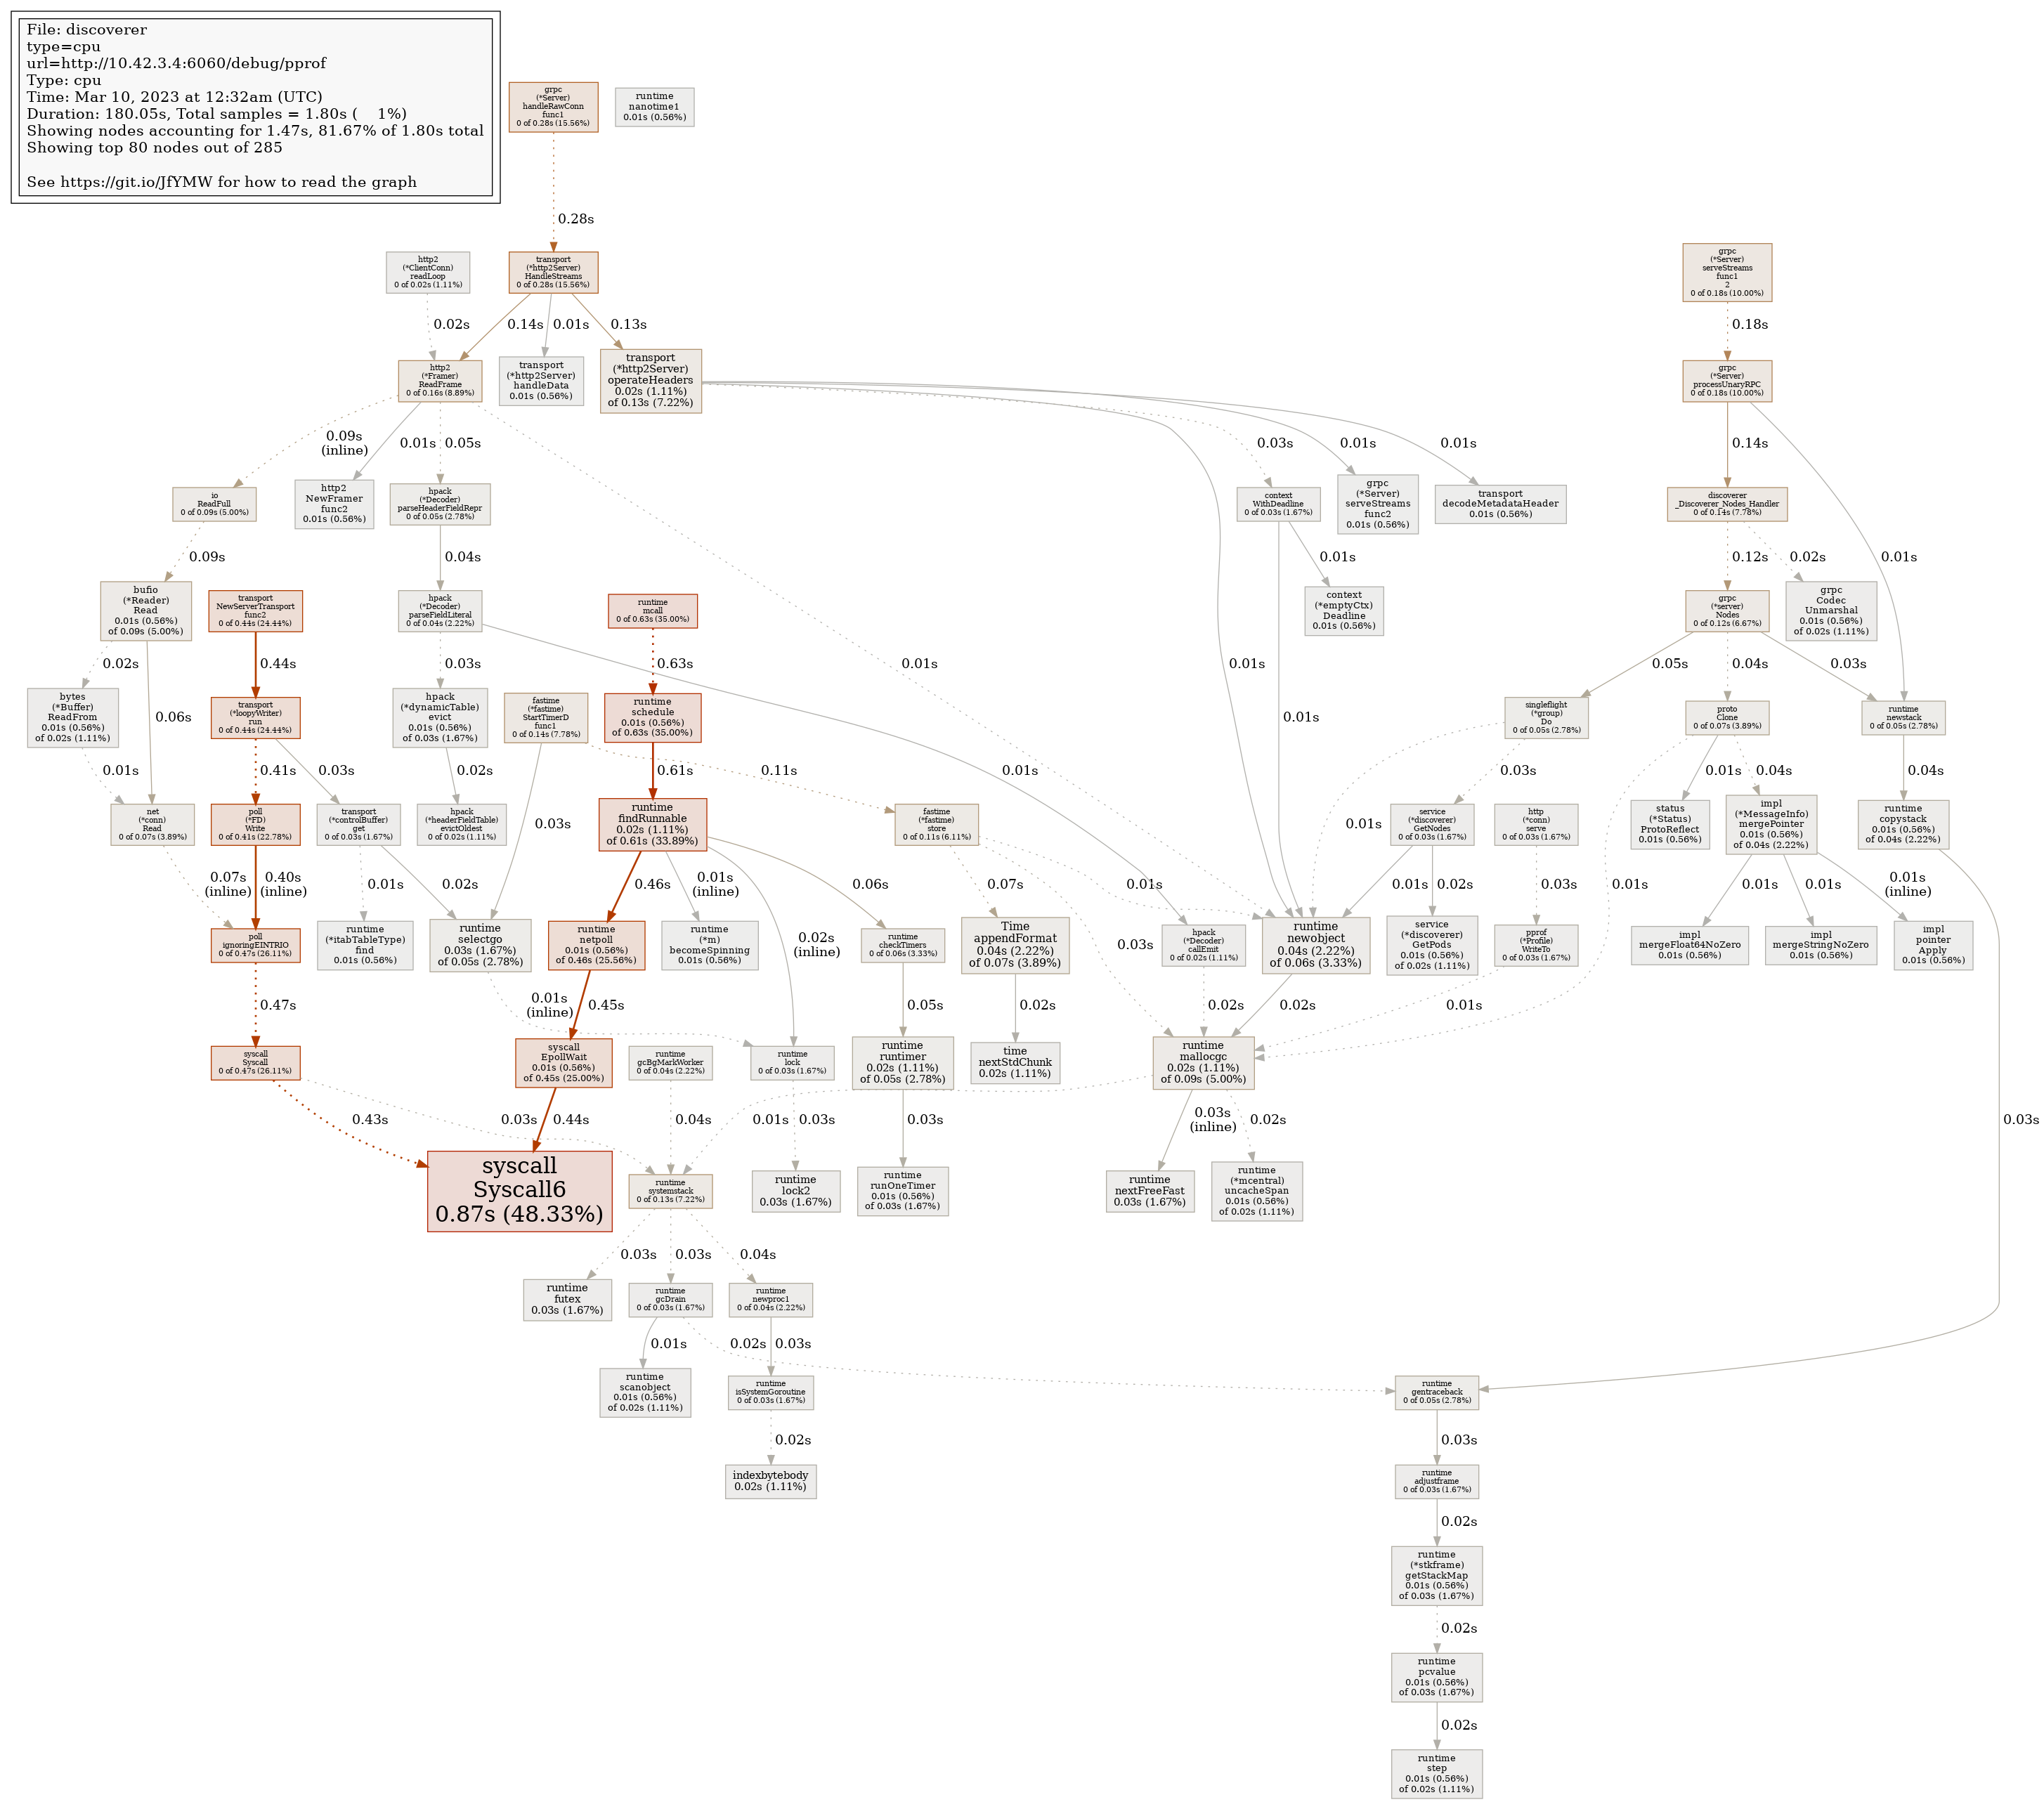 File: discoverer
type=cpu
url=http://10.42.3.4:6060/debug/pprof
Type: cpu
Time: Mar 10, 2023 at 12:32am (UTC)
Duration: 180.05s, Total samples = 1.80s ( 1%)
Showing nodes accounting for 1.47s, 81.67% of 1.80s total
Showing top 80 nodes out of 285
See https://git.io/JfYMW for how to read the graph
grpc
(*Server)
handleRawConn
func1
0 of 0.28s (15.56%)
runtime
nanotime1
0.01s (0.56%)
0.28s
http2
(*ClientConn)
readLoop
0 of 0.02s (1.11%)
transport
(*http2Server)
HandleStreams
0 of 0.28s (15.56%)
grpc
(*Server)
serveStreams
func1
2
0 of 0.18s (10.00%)
0.02s
0.14s
0.01s
0.13s
0.18s
http2
(*Framer)
ReadFrame
0 of 0.16s (8.89%)
transport
(*http2Server)
handleData
0.01s (0.56%)
transport
(*http2Server)
operateHeaders
0.02s (1.11%)
of 0.13s (7.22%)
grpc
(*Server)
processUnaryRPC
0 of 0.18s (10.00%)
0.09s
(inline)
0.01s
0.05s
0.03s
0.01s
0.01s
0.14s
io
ReadFull
0 of 0.09s (5.00%)
http2
NewFramer
func2
0.01s (0.56%)
hpack
(*Decoder)
parseHeaderFieldRepr
0 of 0.05s (2.78%)
context
WithDeadline
0 of 0.03s (1.67%)
grpc
(*Server)
serveStreams
func2
0.01s (0.56%)
transport
decodeMetadataHeader
0.01s (0.56%)
discoverer
_Discoverer_Nodes_Handler
0 of 0.14s (7.78%)
0.09s
0.04s
0.01s
0.12s
0.02s
0.01s
bufio
(*Reader)
Read
0.01s (0.56%)
of 0.09s (5.00%)
transport
NewServerTransport
func2
0 of 0.44s (24.44%)
hpack
(*Decoder)
parseFieldLiteral
0 of 0.04s (2.22%)
runtime
mcall
0 of 0.63s (35.00%)
context
(*emptyCtx)
Deadline
0.01s (0.56%)
grpc
(*server)
Nodes
0 of 0.12s (6.67%)
grpc
Codec
Unmarshal
0.01s (0.56%)
of 0.02s (1.11%)
0.02s
0.44s
0.03s
0.63s
0.01s
0.01s
0.05s
0.04s
0.03s
bytes
(*Buffer)
ReadFrom
0.01s (0.56%)
of 0.02s (1.11%)
0.06s
transport
(*loopyWriter)
run
0 of 0.44s (24.44%)
hpack
(*dynamicTable)
evict
0.01s (0.56%)
of 0.03s (1.67%)
fastime
(*fastime)
StartTimerD
func1
0 of 0.14s (7.78%)
runtime
schedule
0.01s (0.56%)
of 0.63s (35.00%)
0.01s
singleflight
(*group)
Do
0 of 0.05s (2.78%)
proto
Clone
0 of 0.07s (3.89%)
runtime
newstack
0 of 0.05s (2.78%)
0.01s
0.41s
0.03s
0.02s
0.61s
0.11s
0.01s
0.03s
0.01s
0.04s
0.04s
net
(*conn)
Read
0 of 0.07s (3.89%)
poll
(*FD)
Write
0 of 0.41s (22.78%)
transport
(*controlBuffer)
get
0 of 0.03s (1.67%)
hpack
(*headerFieldTable)
evictOldest
0 of 0.02s (1.11%)
0.03s
runtime
findRunnable
0.02s (1.11%)
of 0.61s (33.89%)
fastime
(*fastime)
store
0 of 0.11s (6.11%)
0.01s
service
(*discoverer)
GetNodes
0 of 0.03s (1.67%)
http
(*conn)
serve
0 of 0.03s (1.67%)
status
(*Status)
ProtoReflect
0.01s (0.56%)
impl
(*MessageInfo)
mergePointer
0.01s (0.56%)
of 0.04s (2.22%)
runtime
copystack
0.01s (0.56%)
of 0.04s (2.22%)
0.07s
(inline)
0.40s
(inline)
0.01s
0.02s
0.46s
0.01s
(inline)
0.06s
0.07s
0.01s
0.01s
0.02s
0.03s
0.01s
0.01s
0.01s
0.01s
(inline)
poll
ignoringEINTRIO
0 of 0.47s (26.11%)
runtime
(*itabTableType)
find
0.01s (0.56%)
runtime
selectgo
0.03s (1.67%)
of 0.05s (2.78%)
runtime
netpoll
0.01s (0.56%)
of 0.46s (25.56%)
runtime
(*m)
becomeSpinning
0.01s (0.56%)
0.02s
(inline)
runtime
checkTimers
0 of 0.06s (3.33%)
Time
appendFormat
0.04s (2.22%)
of 0.07s (3.89%)
0.03s
hpack
(*Decoder)
callEmit
0 of 0.02s (1.11%)
runtime
newobject
0.04s (2.22%)
of 0.06s (3.33%)
service
(*discoverer)
GetPods
0.01s (0.56%)
of 0.02s (1.11%)
pprof
(*Profile)
WriteTo
0 of 0.03s (1.67%)
impl
mergeFloat64NoZero
0.01s (0.56%)
impl
mergeStringNoZero
0.01s (0.56%)
impl
pointer
Apply
0.01s (0.56%)
0.47s
0.01s
(inline)
0.45s
0.05s
0.02s
0.02s
0.02s
0.01s
syscall
Syscall
0 of 0.47s (26.11%)
syscall
EpollWait
0.01s (0.56%)
of 0.45s (25.00%)
runtime
gcBgMarkWorker
0 of 0.04s (2.22%)
runtime
lock
0 of 0.03s (1.67%)
runtime
runtimer
0.02s (1.11%)
of 0.05s (2.78%)
time
nextStdChunk
0.02s (1.11%)
runtime
mallocgc
0.02s (1.11%)
of 0.09s (5.00%)
0.43s
0.03s
0.44s
0.04s
0.01s
0.03s
0.03s
0.03s
(inline)
0.02s
0.03s
syscall
Syscall6
0.87s (48.33%)
runtime
systemstack
0 of 0.13s (7.22%)
runtime
lock2
0.03s (1.67%)
runtime
runOneTimer
0.01s (0.56%)
of 0.03s (1.67%)
runtime
nextFreeFast
0.03s (1.67%)
runtime
(*mcentral)
uncacheSpan
0.01s (0.56%)
of 0.02s (1.11%)
0.03s
0.03s
0.04s
runtime
futex
0.03s (1.67%)
runtime
gcDrain
0 of 0.03s (1.67%)
runtime
newproc1
0 of 0.04s (2.22%)
0.01s
0.02s
0.03s
runtime
scanobject
0.01s (0.56%)
of 0.02s (1.11%)
runtime
isSystemGoroutine
0 of 0.03s (1.67%)
runtime
gentraceback
0 of 0.05s (2.78%)
0.02s
0.03s
indexbytebody
0.02s (1.11%)
runtime
adjustframe
0 of 0.03s (1.67%)
0.02s
runtime
(*stkframe)
getStackMap
0.01s (0.56%)
of 0.03s (1.67%)
0.02s
runtime
pcvalue
0.01s (0.56%)
of 0.03s (1.67%)
0.02s
runtime
step
0.01s (0.56%)
of 0.02s (1.11%)